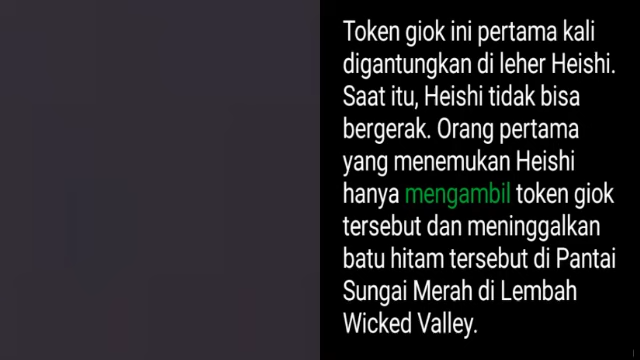 Token giok ini pertama kali
digantungkan di leher Heishi.
Saat itu, Heishi tidak bisa
bergerak. Orang pertama
yang menemukan Heishi
hanya mengambil token giok
tersebut dan meninggalkan
batu hitam tersebut di Pantai
Sungai Merah di Lembah
Wicked Valley.